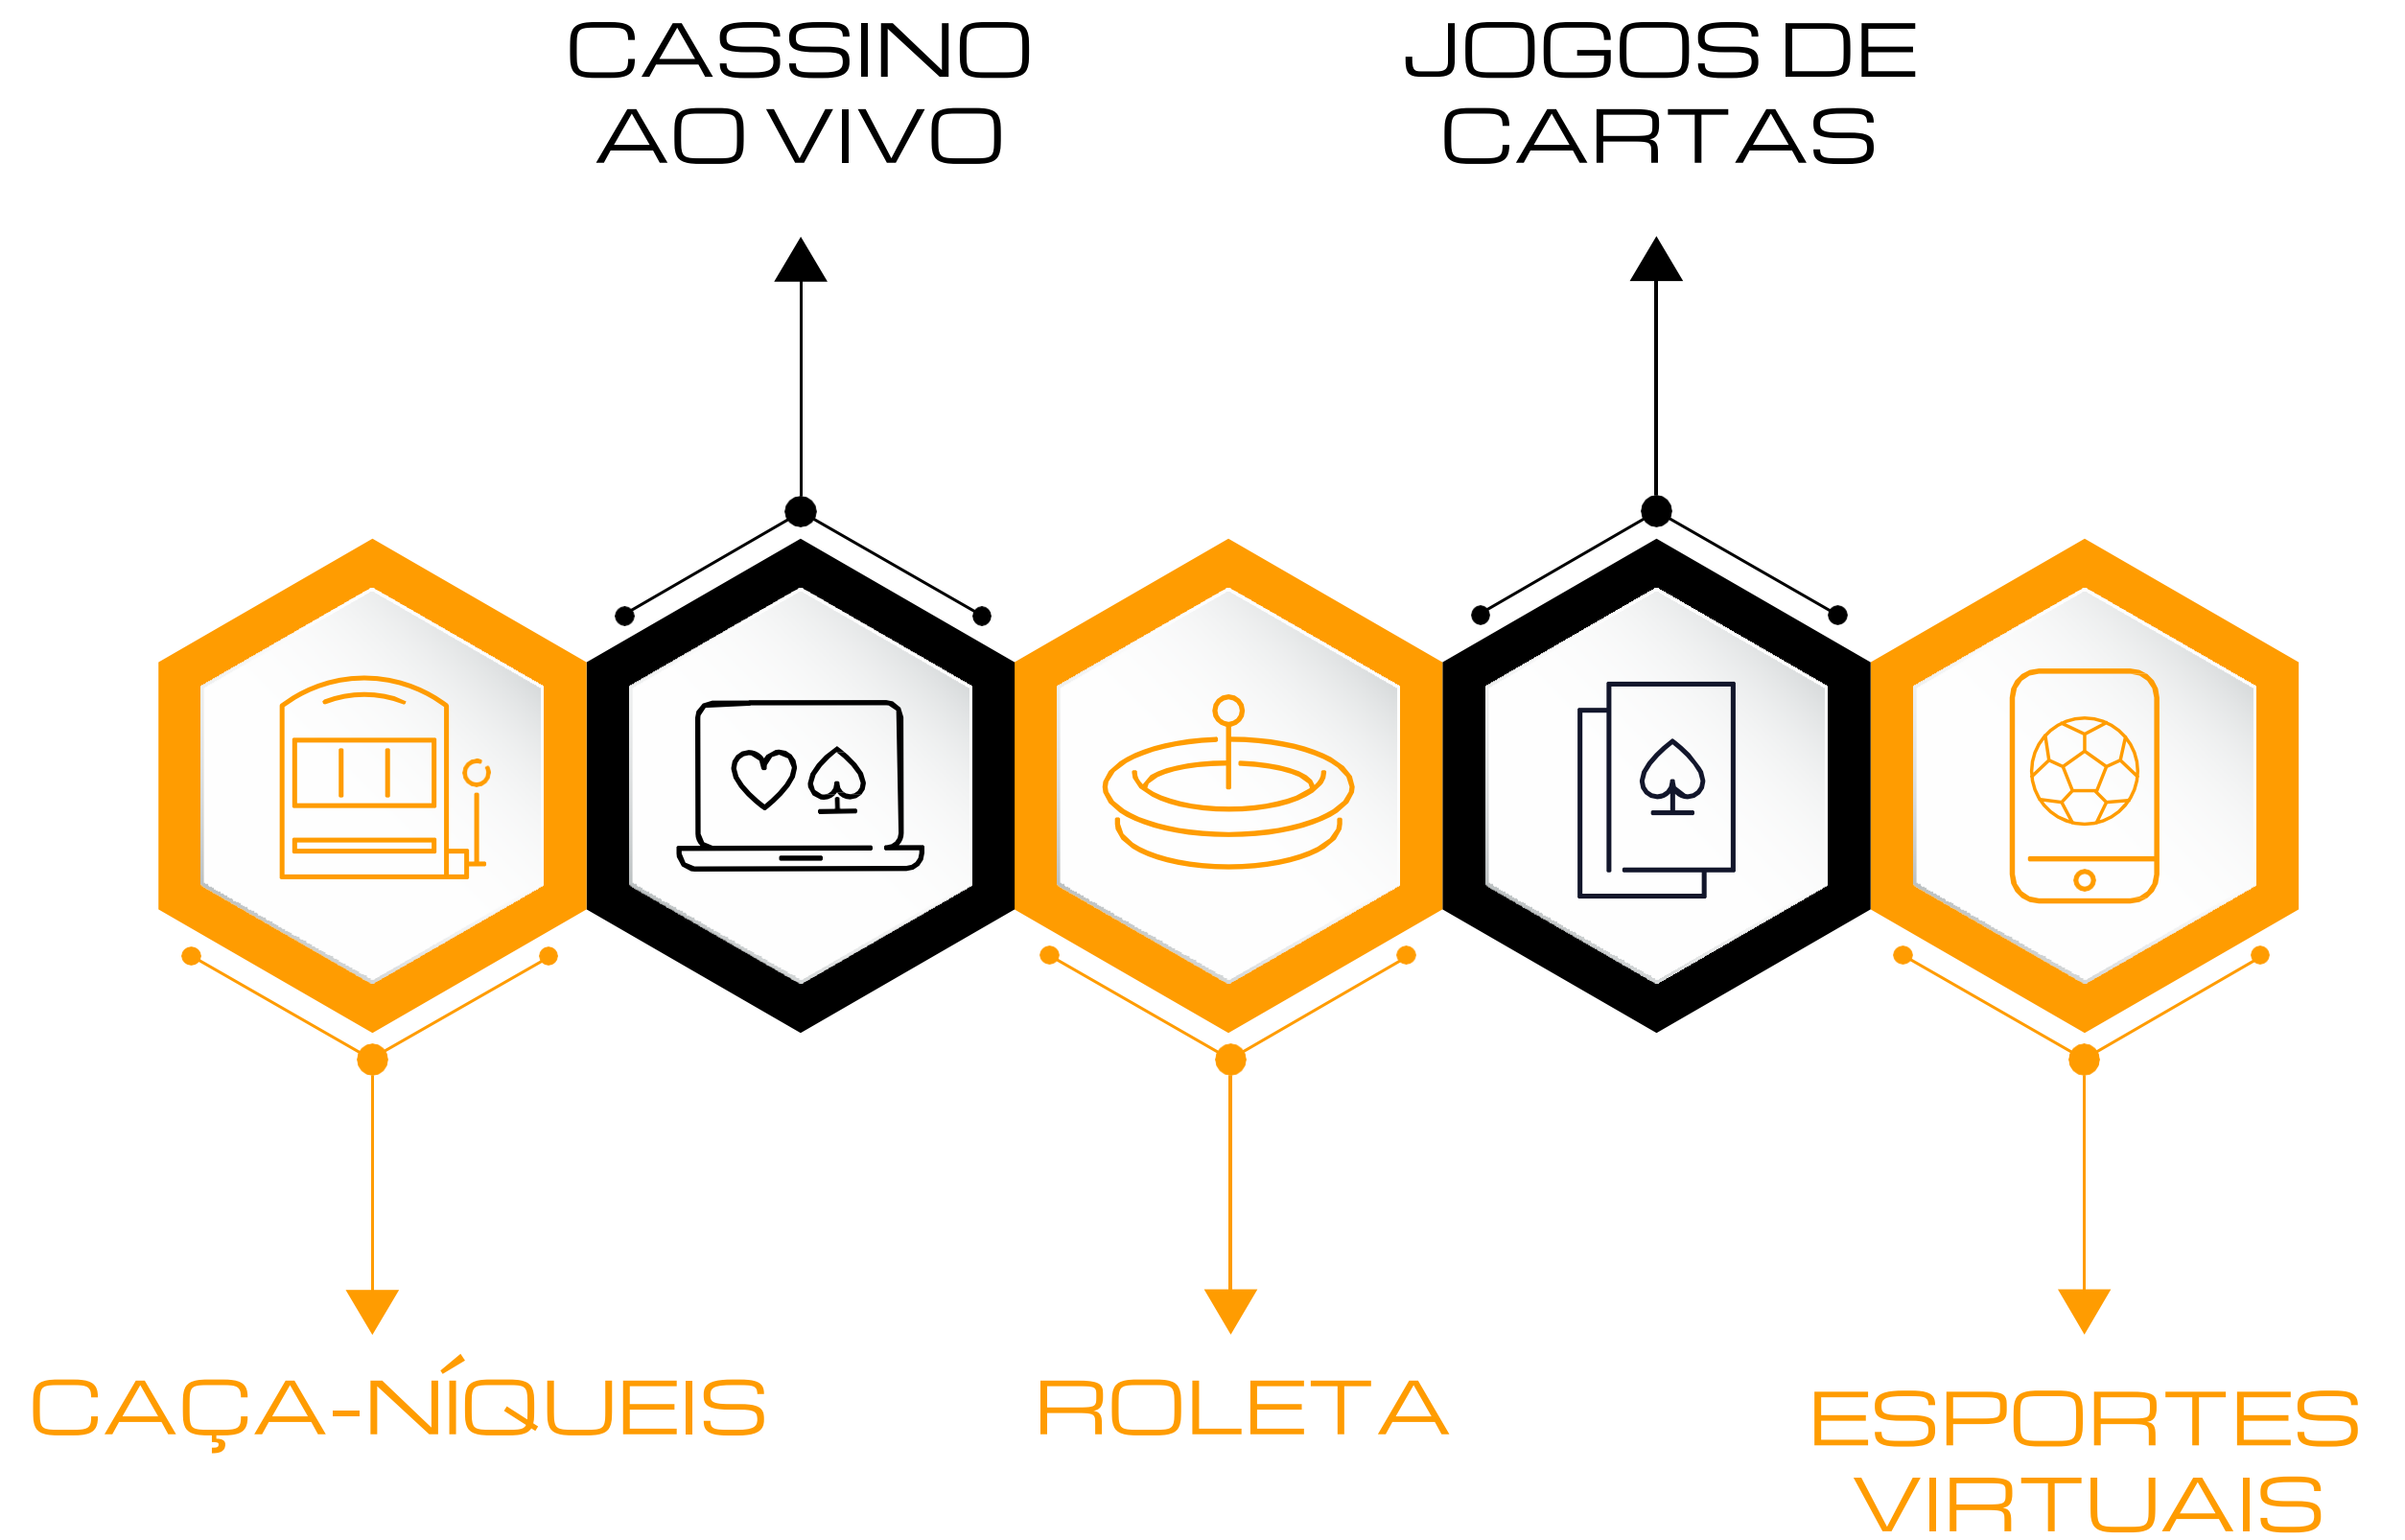 CASSINO
AO VIVO
JOGOS DE
CARTAS
CAÇA-NÍQUEIS
ROLETA
ESPORTES
VIRTUAIS